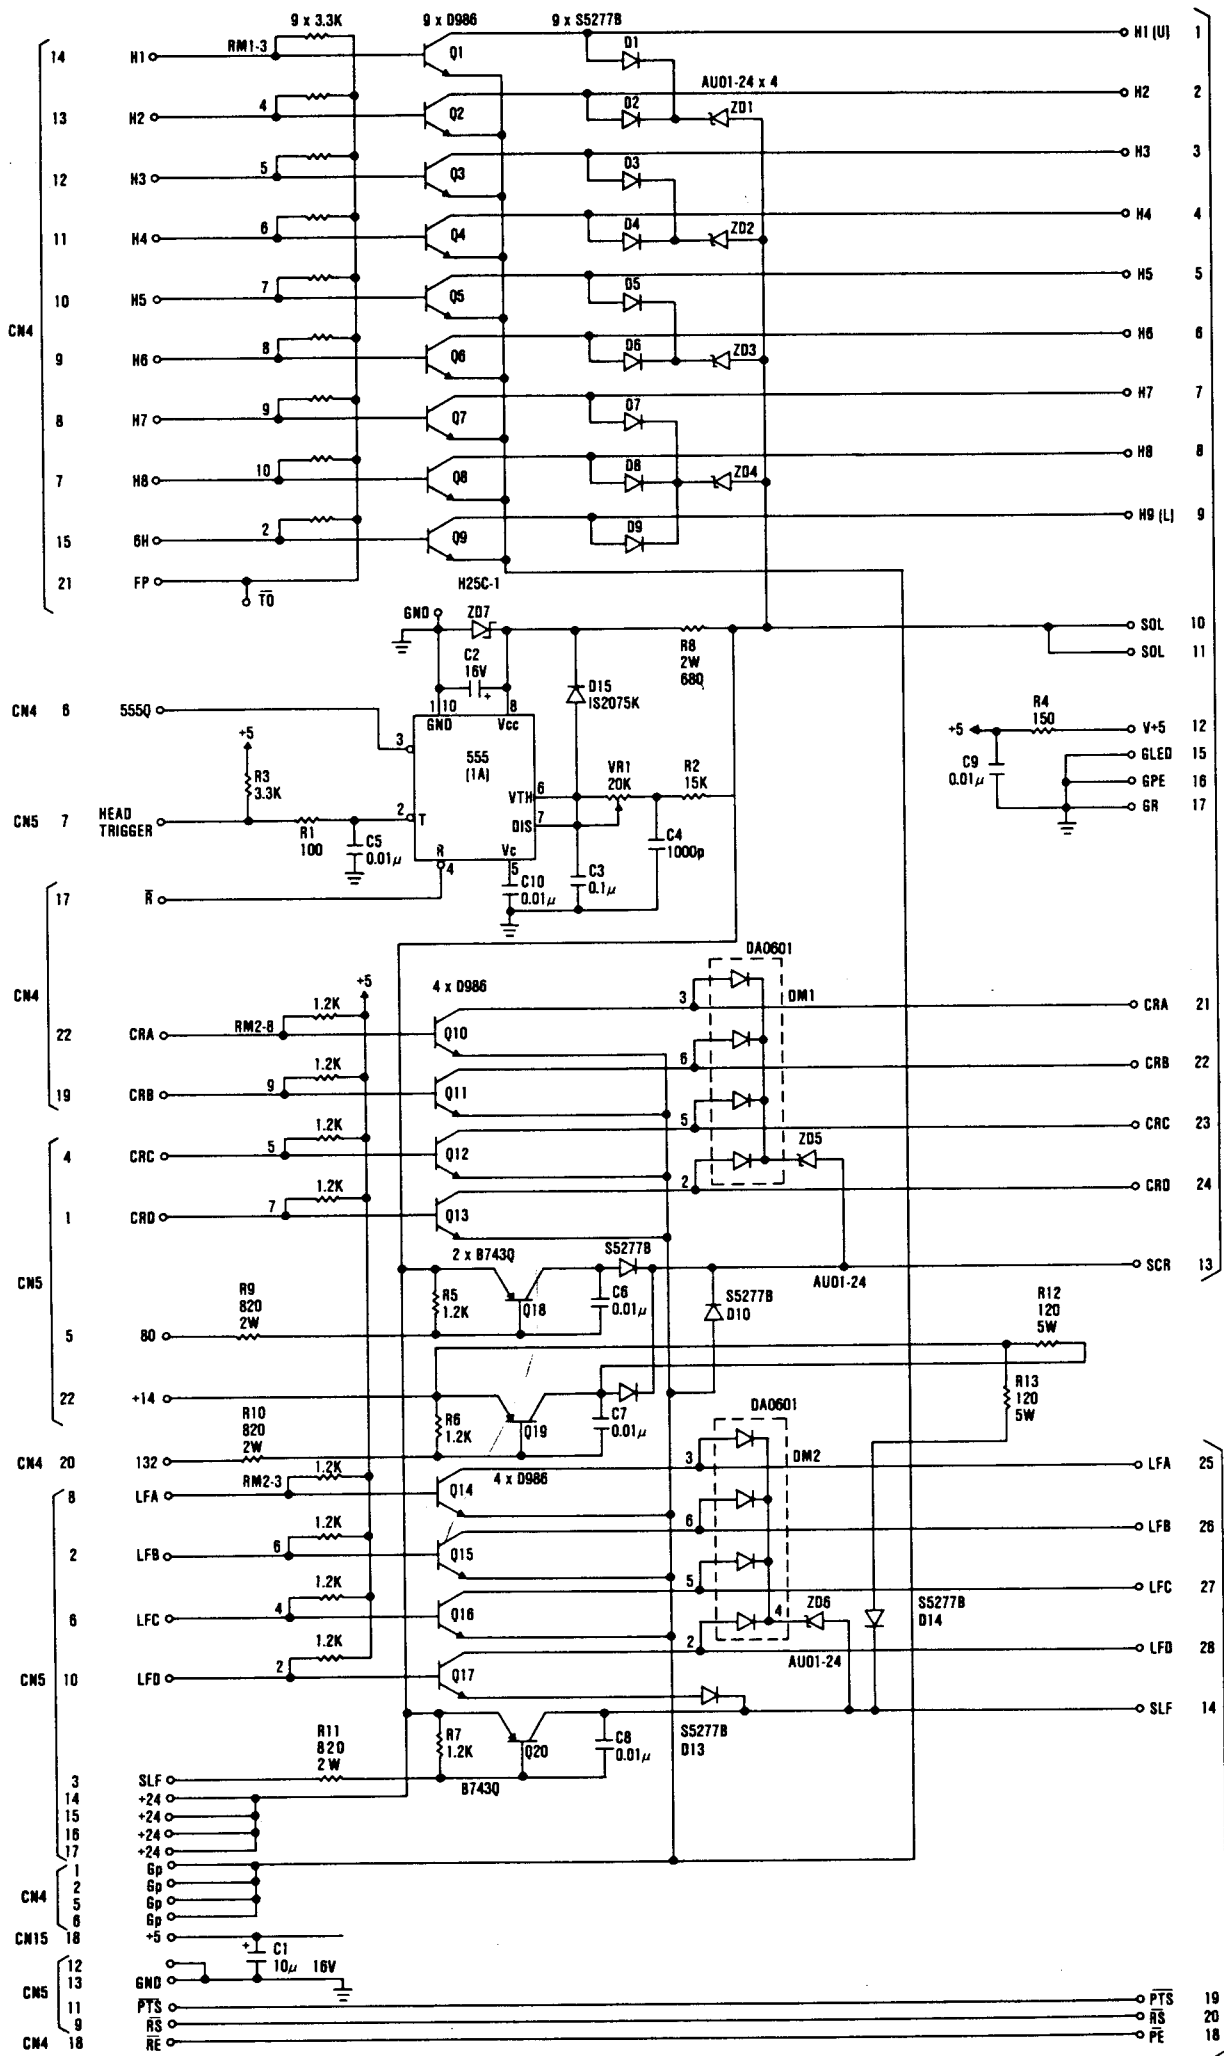 9 x 3.3K 9 x D986 9 x S5277B
14 H1 RM1-3 Q1 D1 H1 (U) 1
AU01-24 x 4
13 H2 4 Q2 D2 ZD1 H2 2
12 H3 5 Q3 D3 H3 3
11 H4 6 Q4 D4 ZD2 H4 4
10 H5 7 Q5 D5 H5 5
CN4
9 H6 8 Q6 D6 ZD3 H6 6
8 H7 9 Q7 D7 H7 7
7 H8 10 Q8 D8 ZD4 H8 8
15 6H 2 Q9 D9 H9 (L) 9
21 FP H25C-1
T0
GND ZD7 SOL 10
C2 R8 SOL 11
16V 2W
+ 680
D15
IS2075K
CN4 6 555Q 1 10 8 R4
GND Vcc +5 150 V+5 12
+5 3 555 GLED 15
(1A) VR1 R2 C9 GPE 16
R3 20K 15K 0.01μ GR 17
3.3K VTH 6
CN5 7 HEAD
TRIGGER 2 T DIS 7
R1 C5 C4
100 0.01μ 1000p
R Vc
4 5 C10 C3
0.01μ 0.1μ
17 R
DA0601
CN4 +5 4 x D986
1.2K 3 DM1 CRA 21
22 CRA RM2-8 Q10
1.2K 6 CRB 22
19 CRB 9 Q11
1.2K 5 CRC 23
4 CRC 5 Q12 ZD5
1.2K 2 CRD 24
1 CRD 7 Q13
2 x B743Q S5277B
CN5 AU01-24 SCR 13
R9 R5 C6 S5277B R12
820 1.2K 0.01μ D10 120
2W Q18 5W
5 80
22 +14 R13
R10 R6 C7 DA0601 120
820 1.2K Q19 0.01μ 5W
2W
CN4 20 132 1.2K 4 x D986 3 DM2 LFA 25
8 LFA RM2-3 Q14
1.2K 6 LFB 26
2 LFB 6 Q15
1.2K 5 LFC 27
6 LFC 4 Q16 4 ZD6 S5277B
D14
1.2K 2 AU01-24 LFD 28
CN5 10 LFD 2 Q17
SLF 14
R11 R7 C8 S5277B
820 1.2K Q20 0.01μ D13
2W
3 SLF B743Q
14 +24
15 +24
16 +24
17 +24
1 Gp
CN4 2 Gp
5 Gp
6 Gp
CN15 18 +5
12 + C1
10μ 16V
CN5 13 GND
11 PTS PTS 19
9 RS RS 20
CN4 18 RE PE 18